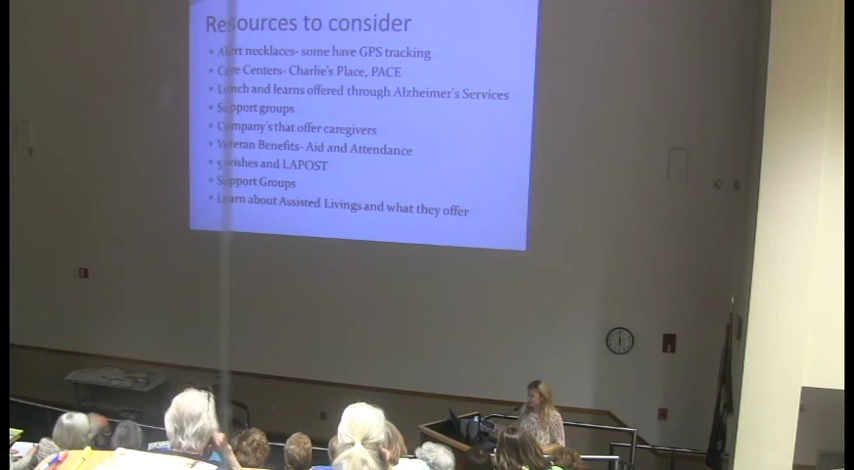 Resources to consider
• Alert necklaces- some have GPS tracking
• Care Centers- Charlie's Place, PACE
• Lunch and learns offered through Alzheimer's Services
• Support groups
• Company's that offer caregivers
• Veteran Benefits- Aid and Attendance
• 5 wishes and LAPOST
• Support Groups
• Learn about Assisted Livings and what they offer